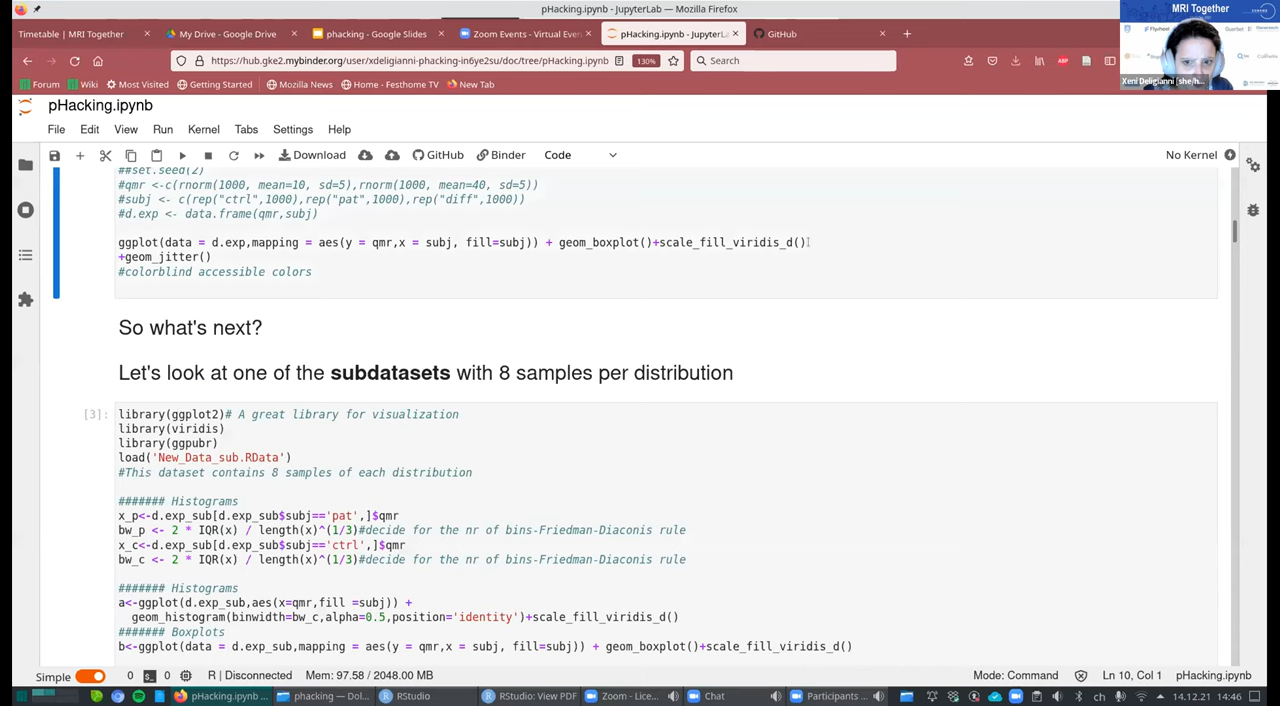 pHacking.ipynb - JupyterLab — Mozilla Firefox
Timetable | MRI Together
My Drive - Google Drive
phacking - Google Slides
Zoom Events - Virtual Even
pHacking.ipynb - JupyterLa
GitHub
MRI Together
https://hub.gke2.mybinder.org/user/xdeligianni-phacking-in6ye2su/doc/tree/pHacking.ipynb
130%
Search
Forum
Wiki
Most Visited
Getting Started
Mozilla News
Home - Festhome TV
New Tab
Xeni Deligianni [she/h...
pHacking.ipynb
File Edit View Run Kernel Tabs Settings Help
Download GitHub Binder Code No Kernel
##set.seed(2)
#qmr <-c(rnorm(1000, mean=10, sd=5),rnorm(1000, mean=40, sd=5))
#subj <- c(rep("ctrl",1000),rep("pat",1000),rep("diff",1000))
#d.exp <- data.frame(qmr,subj)
ggplot(data = d.exp,mapping = aes(y = qmr,x = subj, fill=subj)) + geom_boxplot()+scale_fill_viridis_d()
+geom_jitter()
#colorblind accessible colors
So what's next?
Let's look at one of the subdatasets with 8 samples per distribution
[3]:
library(ggplot2)# A great library for visualization
library(viridis)
library(ggpubr)
load('New_Data_sub.RData')
#This dataset contains 8 samples of each distribution
####### Histograms
x_p<-d.exp_sub[d.exp_sub$subj=='pat',]$qmr
bw_p <- 2 * IQR(x) / length(x)^(1/3)#decide for the nr of bins-Friedman-Diaconis rule
x_c<-d.exp_sub[d.exp_sub$subj=='ctrl',]$qmr
bw_c <- 2 * IQR(x) / length(x)^(1/3)#decide for the nr of bins-Friedman-Diaconis rule
####### Histograms
a<-ggplot(d.exp_sub,aes(x=qmr,fill =subj)) +
geom_histogram(binwidth=bw_c,alpha=0.5,position='identity')+scale_fill_viridis_d()
####### Boxplots
b<-ggplot(data = d.exp_sub,mapping = aes(y = qmr,x = subj, fill=subj)) + geom_boxplot()+scale_fill_viridis_d()
Simple 0 0 R | Disconnected Mem: 97.58 / 2048.00 MB Mode: Command Ln 10, Col 1 pHacking.ipynb
pHacking.ipynb ...
phacking — Dol...
RStudio
RStudio: View PDF
Zoom - Lice...
Chat
Participants ...
ch
14.12.21 14:46